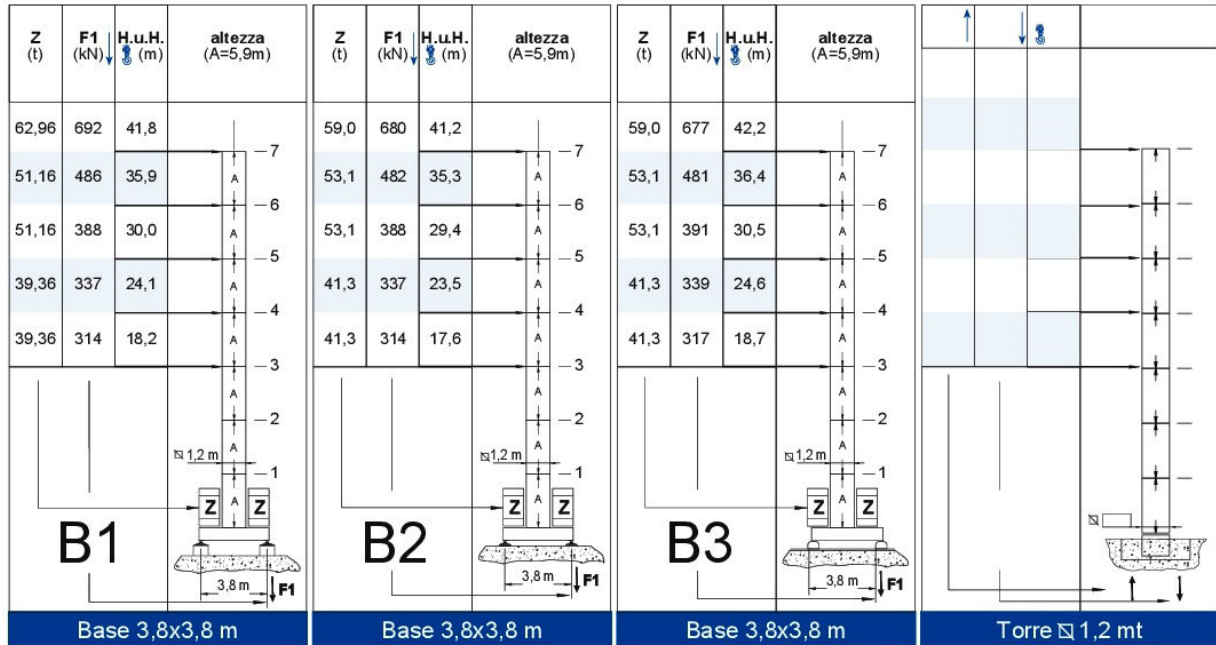 Z F1 H.u.H. altezza
(t) (kN) (m) (A=5,9m)
62,96 692 41,8
7
A
51,16 486 35,9
6
A
51,16 388 30,0
5
A
39,36 337 24,1
4
A
39,36 314 18,2
3
A
2
1,2 m A
1
Z A Z
B1
3,8 m F1
Base 3,8x3,8 m
Z F1 H.u.H. altezza
(t) (kN) (m) (A=5,9m)
59,0 680 41,2
7
A
53,1 482 35,3
6
A
53,1 388 29,4
5
A
41,3 337 23,5
4
A
41,3 314 17,6
3
A
2
1,2 m A
1
Z A Z
B2
3,8 m F1
Base 3,8x3,8 m
Z F1 H.u.H. altezza
(t) (kN) (m) (A=5,9m)
59,0 677 42,2
7
A
53,1 481 36,4
6
A
53,1 391 30,5
5
A
41,3 339 24,6
4
A
41,3 317 18,7
3
A
2
1,2 m A
1
Z A Z
B3
3,8 m F1
Base 3,8x3,8 m
Torre 1,2 mt